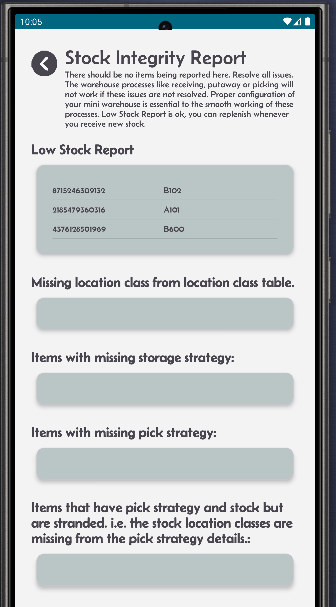 10:05
Stock Integrity Report
There should be no items being reported here. Resolve all issues.
The warehouse processes like receiving, putaway or picking will
not work if these issues are not resolved. Proper configuration of
your mini warehouse is essential to the smooth working of these
processes. Low Stock Report is ok, you can replenish whenever
you receive new stock.
Low Stock Report
8715246309132 B102
2185479360316 A101
4376128501969 B600
Missing location class from location class table.
Items with missing storage strategy:
Items with missing pick strategy:
Items that have pick strategy and stock but
are stranded. i.e. the stock location classes are
missing from the pick strategy details.: